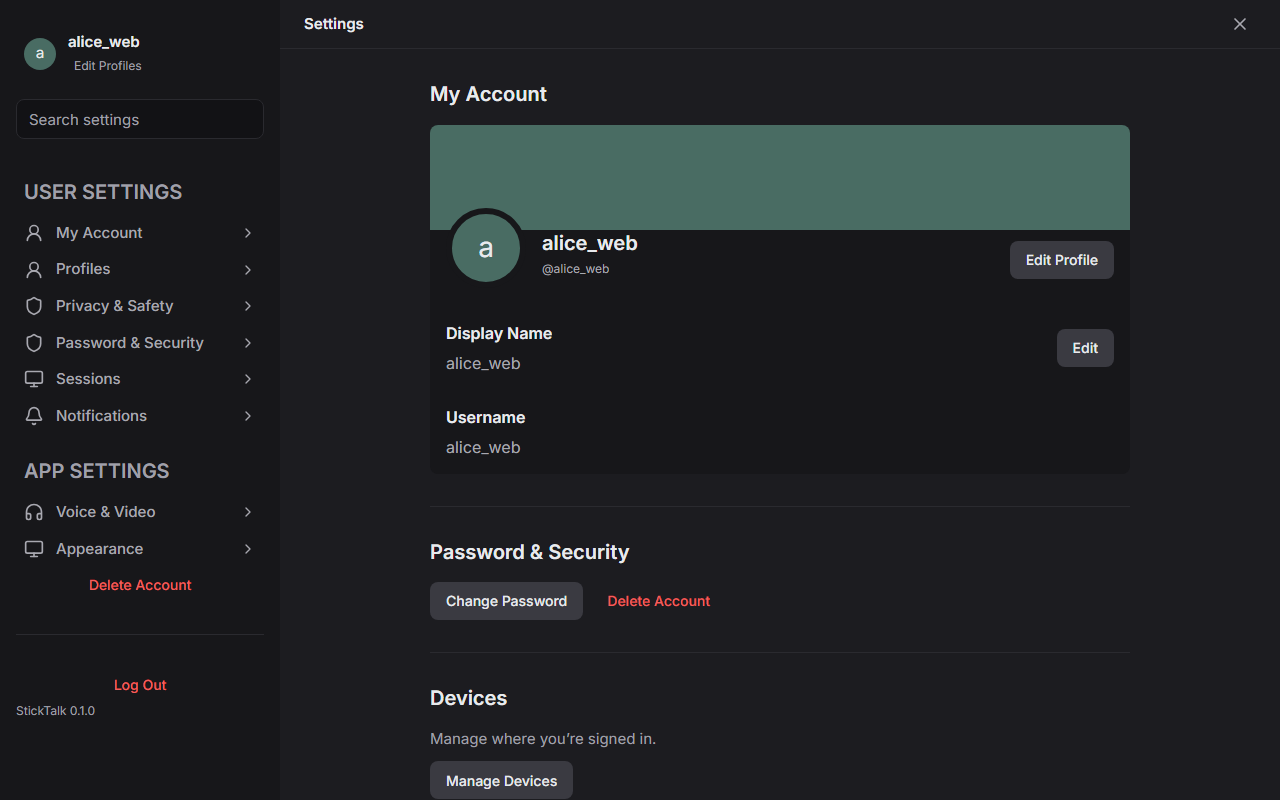 a
alice_web
Edit Profiles
Search settings
USER SETTINGS
My Account
Profiles
Privacy & Safety
Password & Security
Sessions
Notifications
APP SETTINGS
Voice & Video
Appearance
Delete Account
Log Out
StickTalk 0.1.0
Settings
My Account
a
alice_web
@alice_web
Edit Profile
Display Name
alice_web
Edit
Username
alice_web
Password & Security
Change Password
Delete Account
Devices
Manage where you’re signed in.
Manage Devices